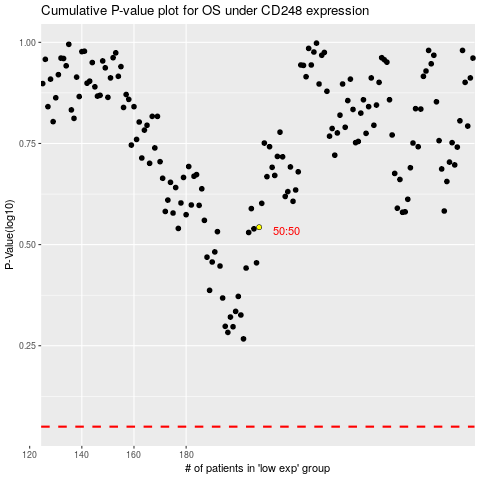 Cumulative P-value plot for OS under CD248 expression
P-Value(log10)
1.00
0.75
0.50
0.25
50:50
120 140 160 180
# of patients in 'low exp' group